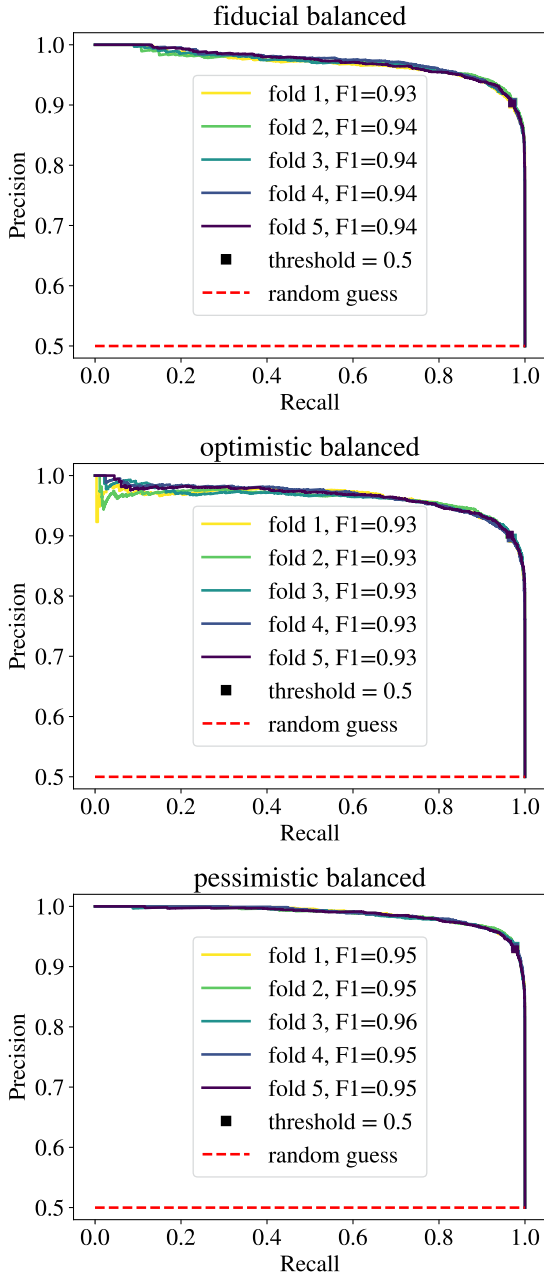 fiducial balanced
1.0
0.9
0.8
0.7
0.6
0.5
Precision
fold 1, F1=0.93
fold 2, F1=0.94
fold 3, F1=0.94
fold 4, F1=0.94
fold 5, F1=0.94
threshold = 0.5
random guess
0.0 0.2 0.4 0.6 0.8 1.0
Recall
optimistic balanced
1.0
0.9
0.8
0.7
0.6
0.5
Precision
fold 1, F1=0.93
fold 2, F1=0.93
fold 3, F1=0.93
fold 4, F1=0.93
fold 5, F1=0.93
threshold = 0.5
random guess
0.0 0.2 0.4 0.6 0.8 1.0
Recall
pessimistic balanced
1.0
0.9
0.8
0.7
0.6
0.5
Precision
fold 1, F1=0.95
fold 2, F1=0.95
fold 3, F1=0.96
fold 4, F1=0.95
fold 5, F1=0.95
threshold = 0.5
random guess
0.0 0.2 0.4 0.6 0.8 1.0
Recall